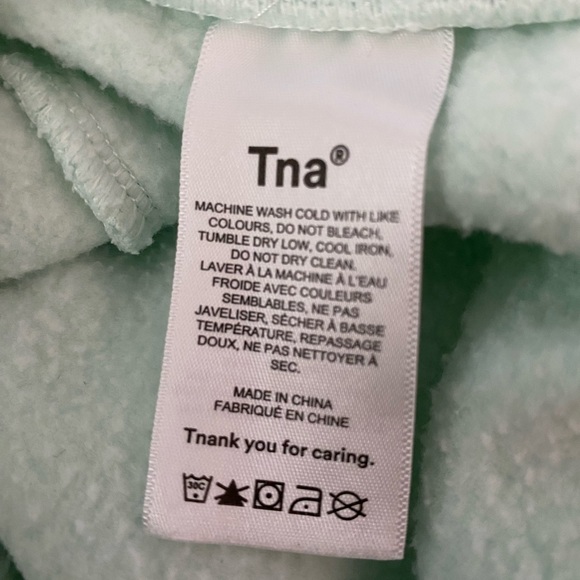 Tna®
MACHINE WASH COLD WITH LIKE
COLOURS, DO NOT BLEACH,
TUMBLE DRY LOW, COOL IRON,
DO NOT DRY CLEAN.
LAVER À LA MACHINE À L'EAU
FROIDE AVEC COULEURS
SEMBLABLES, NE PAS
JAVELISER, SÉCHER À BASSE
TEMPÉRATURE, REPASSAGE
DOUX, NE PAS NETTOYER À
SEC.
MADE IN CHINA
FABRIQUÉ EN CHINE
Tnank you for caring.
30C